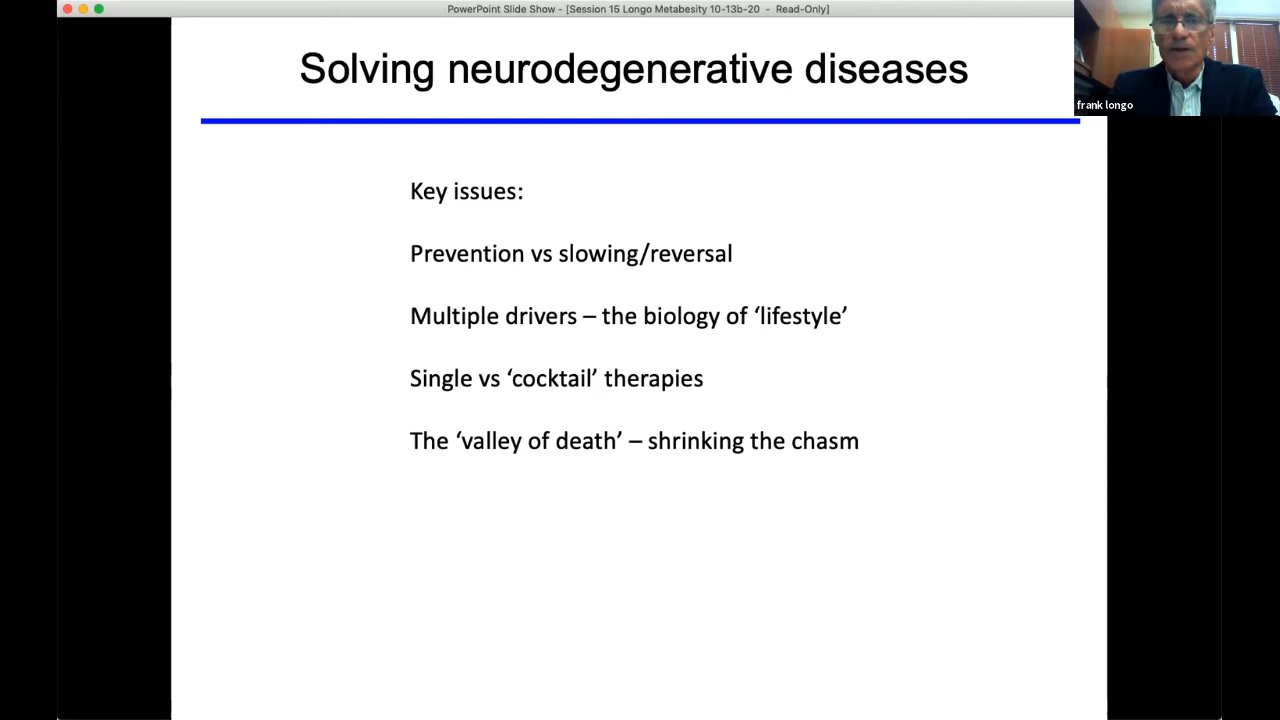 PowerPoint Slide Show - [Session 15 Longo Metabesity 10-13b-20 - Read-Only]
Solving neurodegenerative diseases
frank longo
Key issues:
Prevention vs slowing/reversal
Multiple drivers – the biology of ‘lifestyle’
Single vs ‘cocktail’ therapies
The ‘valley of death’ – shrinking the chasm